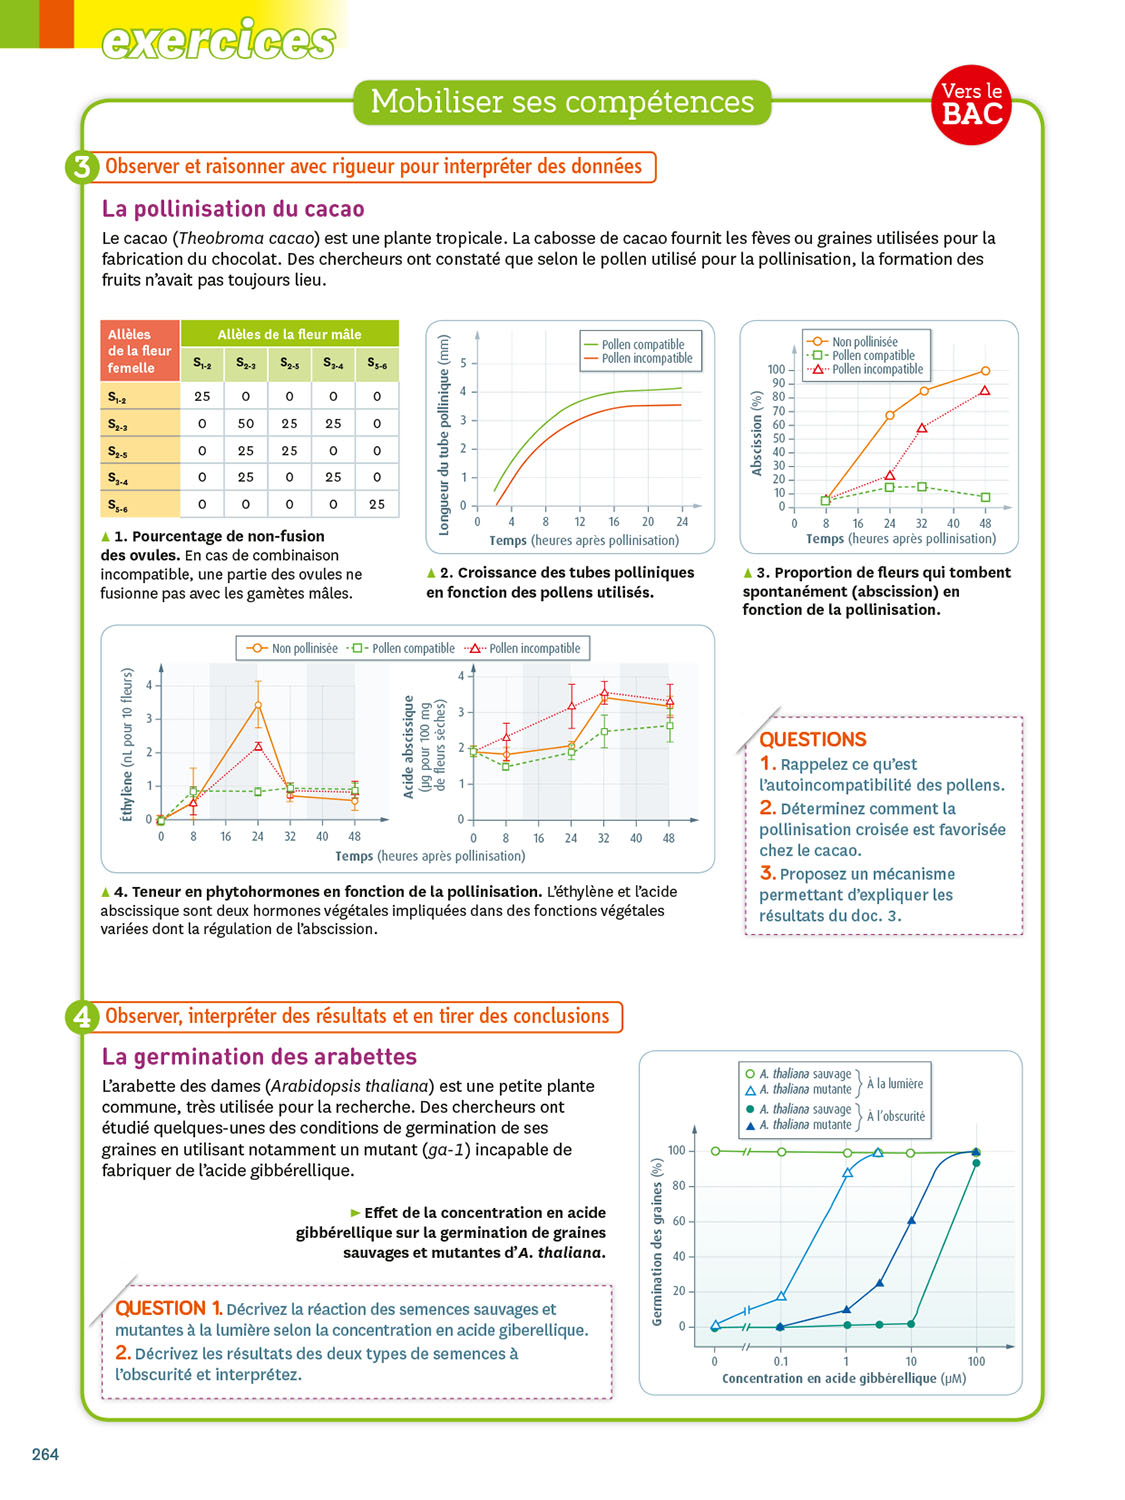 exercices
Mobiliser ses compétences
Vers le
BAC
3 Observer et raisonner avec rigueur pour interpréter des données
La pollinisation du cacao
Le cacao (Theobroma cacao) est une plante tropicale. La cabosse de cacao fournit les fèves ou graines utilisées pour la
fabrication du chocolat. Des chercheurs ont constaté que selon le pollen utilisé pour la pollinisation, la formation des
fruits n'avait pas toujours lieu.
Allèles
de la fleur
femelle
Allèles de la fleur mâle
S1-2 S2-3 S2-5 S3-4 S5-6
S1-2 25 0 0 0 0
S2-3 0 50 25 25 0
S2-5 0 25 25 0 0
S3-4 0 25 0 25 0
S5-6 0 0 0 0 25
▲ 1. Pourcentage de non-fusion
des ovules. En cas de combinaison
incompatible, une partie des ovules ne
fusionne pas avec les gamètes mâles.
Longueur du tube pollinique (mm)
Pollen compatible
Pollen incompatible
5
4
3
2
1
0
0 4 8 12 16 20 24
Temps (heures après pollinisation)
▲ 2. Croissance des tubes polliniques
en fonction des pollens utilisés.
Non pollinisée
Pollen compatible
Pollen incompatible
Abscission (%)
100
90
80
70
60
50
40
30
20
10
0
0 8 16 24 32 40 48
Temps (heures après pollinisation)
▲ 3. Proportion de fleurs qui tombent
spontanément (abscission) en
fonction de la pollinisation.
Non pollinisée Pollen compatible Pollen incompatible
Éthylène (nL pour 10 fleurs)
4
3
2
1
0
0 8 16 24 32 40 48
Acide abscissique
(µg pour 100 mg
de fleurs sèches)
4
3
2
1
0
0 8 16 24 32 40 48
Temps (heures après pollinisation)
▲ 4. Teneur en phytohormones en fonction de la pollinisation. L'éthylène et l'acide
abscissique sont deux hormones végétales impliquées dans des fonctions végétales
variées dont la régulation de l'abscission.
QUESTIONS
1. Rappelez ce qu'est
l'autoincompatibilité des pollens.
2. Déterminez comment la
pollinisation croisée est favorisée
chez le cacao.
3. Proposez un mécanisme
permettant d'expliquer les
résultats du doc. 3.
4 Observer, interpréter des résultats et en tirer des conclusions
La germination des arabettes
L'arabette des dames (Arabidopsis thaliana) est une petite plante
commune, très utilisée pour la recherche. Des chercheurs ont
étudié quelques-unes des conditions de germination de ses
graines en utilisant notamment un mutant (ga-1) incapable de
fabriquer de l'acide gibbérellique.
► Effet de la concentration en acide
gibbérellique sur la germination de graines
sauvages et mutantes d'A. thaliana.
QUESTION 1. Décrivez la réaction des semences sauvages et
mutantes à la lumière selon la concentration en acide giberellique.
2. Décrivez les résultats des deux types de semences à
l'obscurité et interprétez.
A. thaliana sauvage
A. thaliana mutante
À la lumière
A. thaliana sauvage
A. thaliana mutante
À l'obscurité
Germination des graines (%)
100
80
60
40
20
0
0 0.1 1 10 100
Concentration en acide gibbérellique (µM)
264